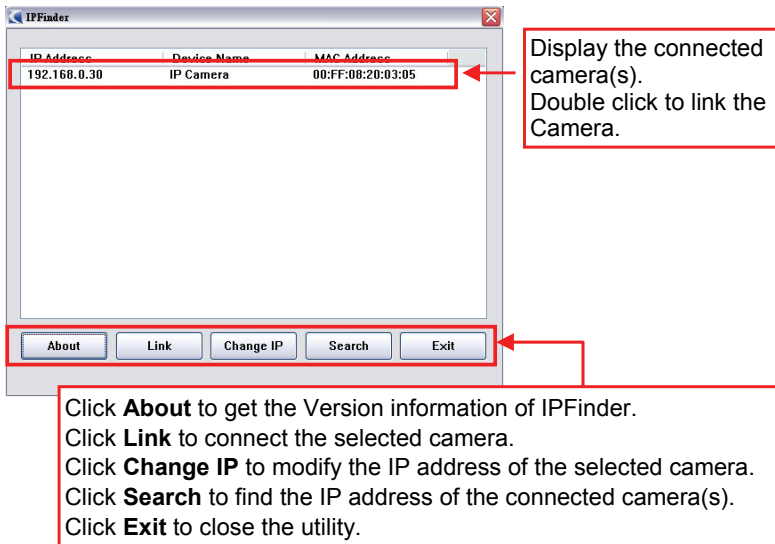 IPFinder
IP Address Device Name MAC Address
192.168.0.30 IP Camera 00:FF:08:20:03:05
Display the connected
camera(s).
Double click to link the
Camera.
About Link Change IP Search Exit
Click About to get the Version information of IPFinder.
Click Link to connect the selected camera.
Click Change IP to modify the IP address of the selected camera.
Click Search to find the IP address of the connected camera(s).
Click Exit to close the utility.